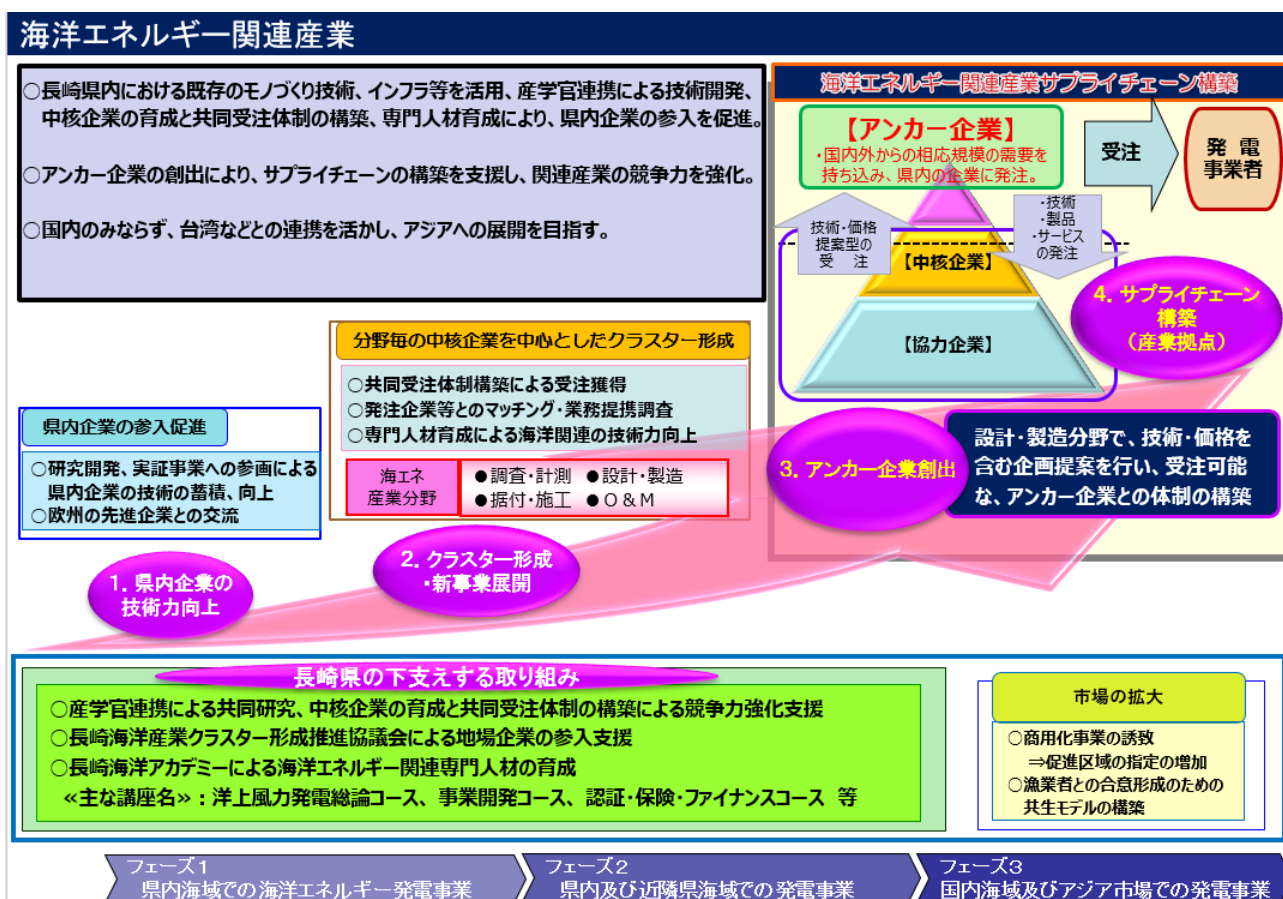 海洋エネルギー関連産業
○長崎県内における既存のモノづくり技術、インフラ等を活用、産学官連携による技術開発、
中核企業の育成と共同受注体制の構築、専門人材育成により、県内企業の参入を促進。
○アンカー企業の創出により、サプライチェーンの構築を支援し、関連産業の競争力を強化。
○国内のみならず、台湾などとの連携を活かし、アジアへの展開を目指す。
海洋エネルギー関連産業サプライチェーン構築
【アンカー企業】
・国内外からの相応規模の需要を
持ち込み、県内の企業に発注。
受注
発電
事業者
技術・価格
提案型の
受 注
・技術
・製品
・サービス
の発注
【中核企業】
【協力企業】
4. サプライチェーン
構築
（産業拠点）
分野毎の中核企業を中心としたクラスター形成
○共同受注体制構築による受注獲得
○発注企業等とのマッチング・業務提携調査
○専門人材育成による海洋関連の技術力向上
海エネ
産業分野
●調査・計測 ●設計・製造
●据付・施工 ●O＆M
県内企業の参入促進
○研究開発、実証事業への参画による
県内企業の技術の蓄積、向上
○欧州の先進企業との交流
3. アンカー企業創出
設計・製造分野で、技術・価格を
含む企画提案を行い、受注可能
な、アンカー企業との体制の構築
2. クラスター形成
・新事業展開
1. 県内企業の
技術力向上
長崎県の下支えする取り組み
○産学官連携による共同研究、中核企業の育成と共同受注体制の構築による競争力強化支援
○長崎海洋産業クラスター形成推進協議会による地場企業の参入支援
○長崎海洋アカデミーによる海洋エネルギー関連専門人材の育成
≪主な講座名≫：洋上風力発電総論コース、事業開発コース、認証・保険・ファイナンスコース 等
市場の拡大
○商用化事業の誘致
⇒促進区域の指定の増加
○漁業者との合意形成のための
共生モデルの構築
フェーズ1
県内海域での海洋エネルギー発電事業
フェーズ2
県内及び近隣県海域での発電事業
フェーズ3
国内海域及びアジア市場での発電事業